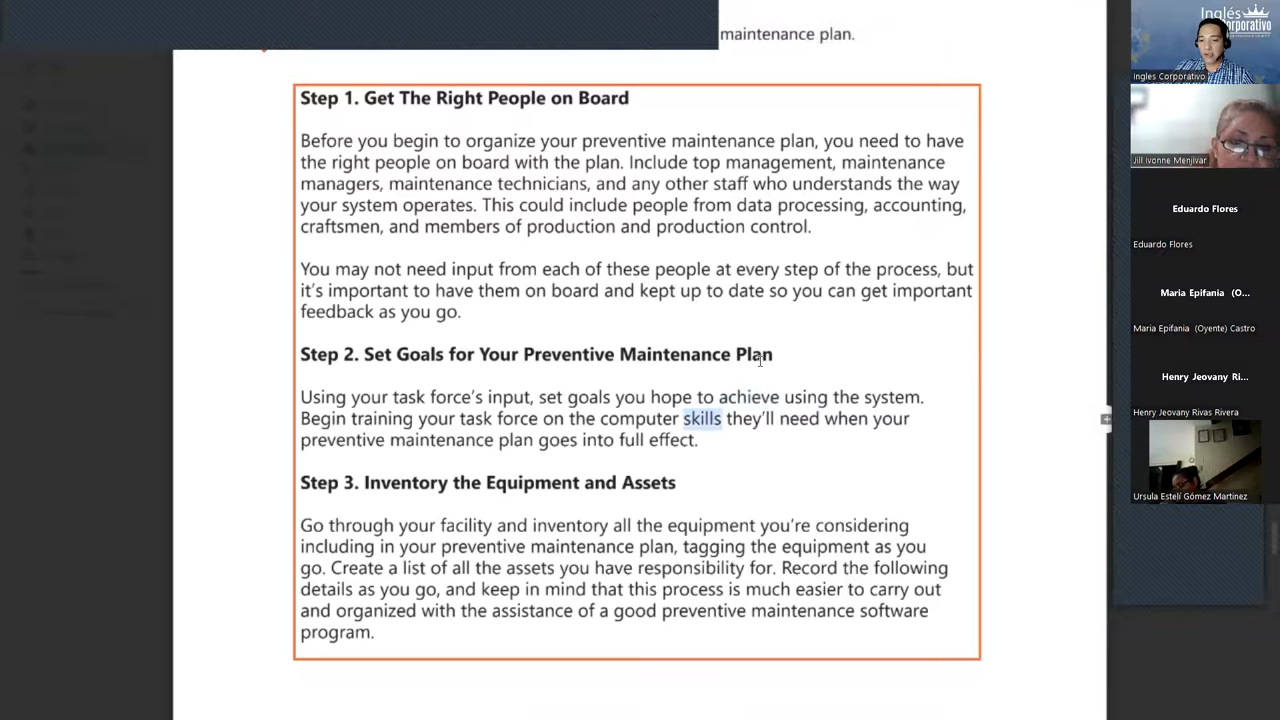 maintenance plan.
Step 1. Get The Right People on Board
Before you begin to organize your preventive maintenance plan, you need to have
the right people on board with the plan. Include top management, maintenance
managers, maintenance technicians, and any other staff who understands the way
your system operates. This could include people from data processing, accounting,
craftsmen, and members of production and production control.
You may not need input from each of these people at every step of the process, but
it's important to have them on board and kept up to date so you can get important
feedback as you go.
Step 2. Set Goals for Your Preventive Maintenance Plan
Using your task force's input, set goals you hope to achieve using the system.
Begin training your task force on the computer skills they'll need when your
preventive maintenance plan goes into full effect.
Step 3. Inventory the Equipment and Assets
Go through your facility and inventory all the equipment you're considering
including in your preventive maintenance plan, tagging the equipment as you
go. Create a list of all the assets you have responsibility for. Record the following
details as you go, and keep in mind that this process is much easier to carry out
and organized with the assistance of a good preventive maintenance software
program.
Inglés
Corporativo
Ingles Corporativo
Jill Ivonne Menjivar
Eduardo Flores
Eduardo Flores
Maria Epifania (O...
Maria Epifania (Oyente) Castro
Henry Jeovany Ri...
Henry Jeovany Rivas Rivera
Ursula Estelí Gómez Martinez